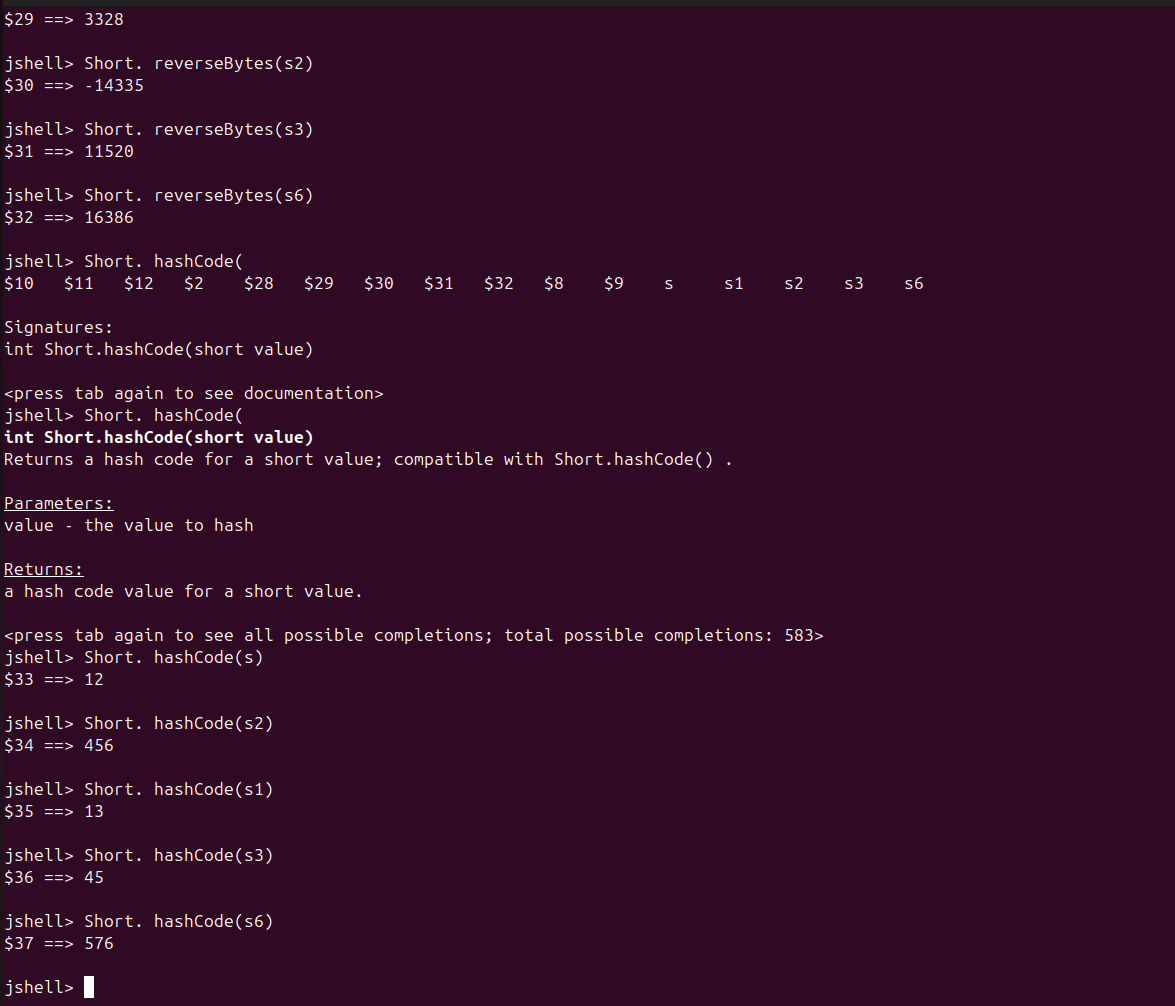 $29 ==> 3328
jshell> Short. reverseBytes(s2)
$30 ==> -14335
jshell> Short. reverseBytes(s3)
$31 ==> 11520
jshell> Short. reverseBytes(s6)
$32 ==> 16386
jshell> Short. hashCode(
$10   $11   $12   $2    $28   $29   $30   $31   $32   $8    $9    s     s1    s2    s3    s6
Signatures:
int Short.hashCode(short value)
<press tab again to see documentation>
jshell> Short. hashCode(
int Short.hashCode(short value)
Returns a hash code for a short value; compatible with Short.hashCode() .
Parameters:
value - the value to hash
Returns:
a hash code value for a short value.
<press tab again to see all possible completions; total possible completions: 583>
jshell> Short. hashCode(s)
$33 ==> 12
jshell> Short. hashCode(s2)
$34 ==> 456
jshell> Short. hashCode(s1)
$35 ==> 13
jshell> Short. hashCode(s3)
$36 ==> 45
jshell> Short. hashCode(s6)
$37 ==> 576
jshell>